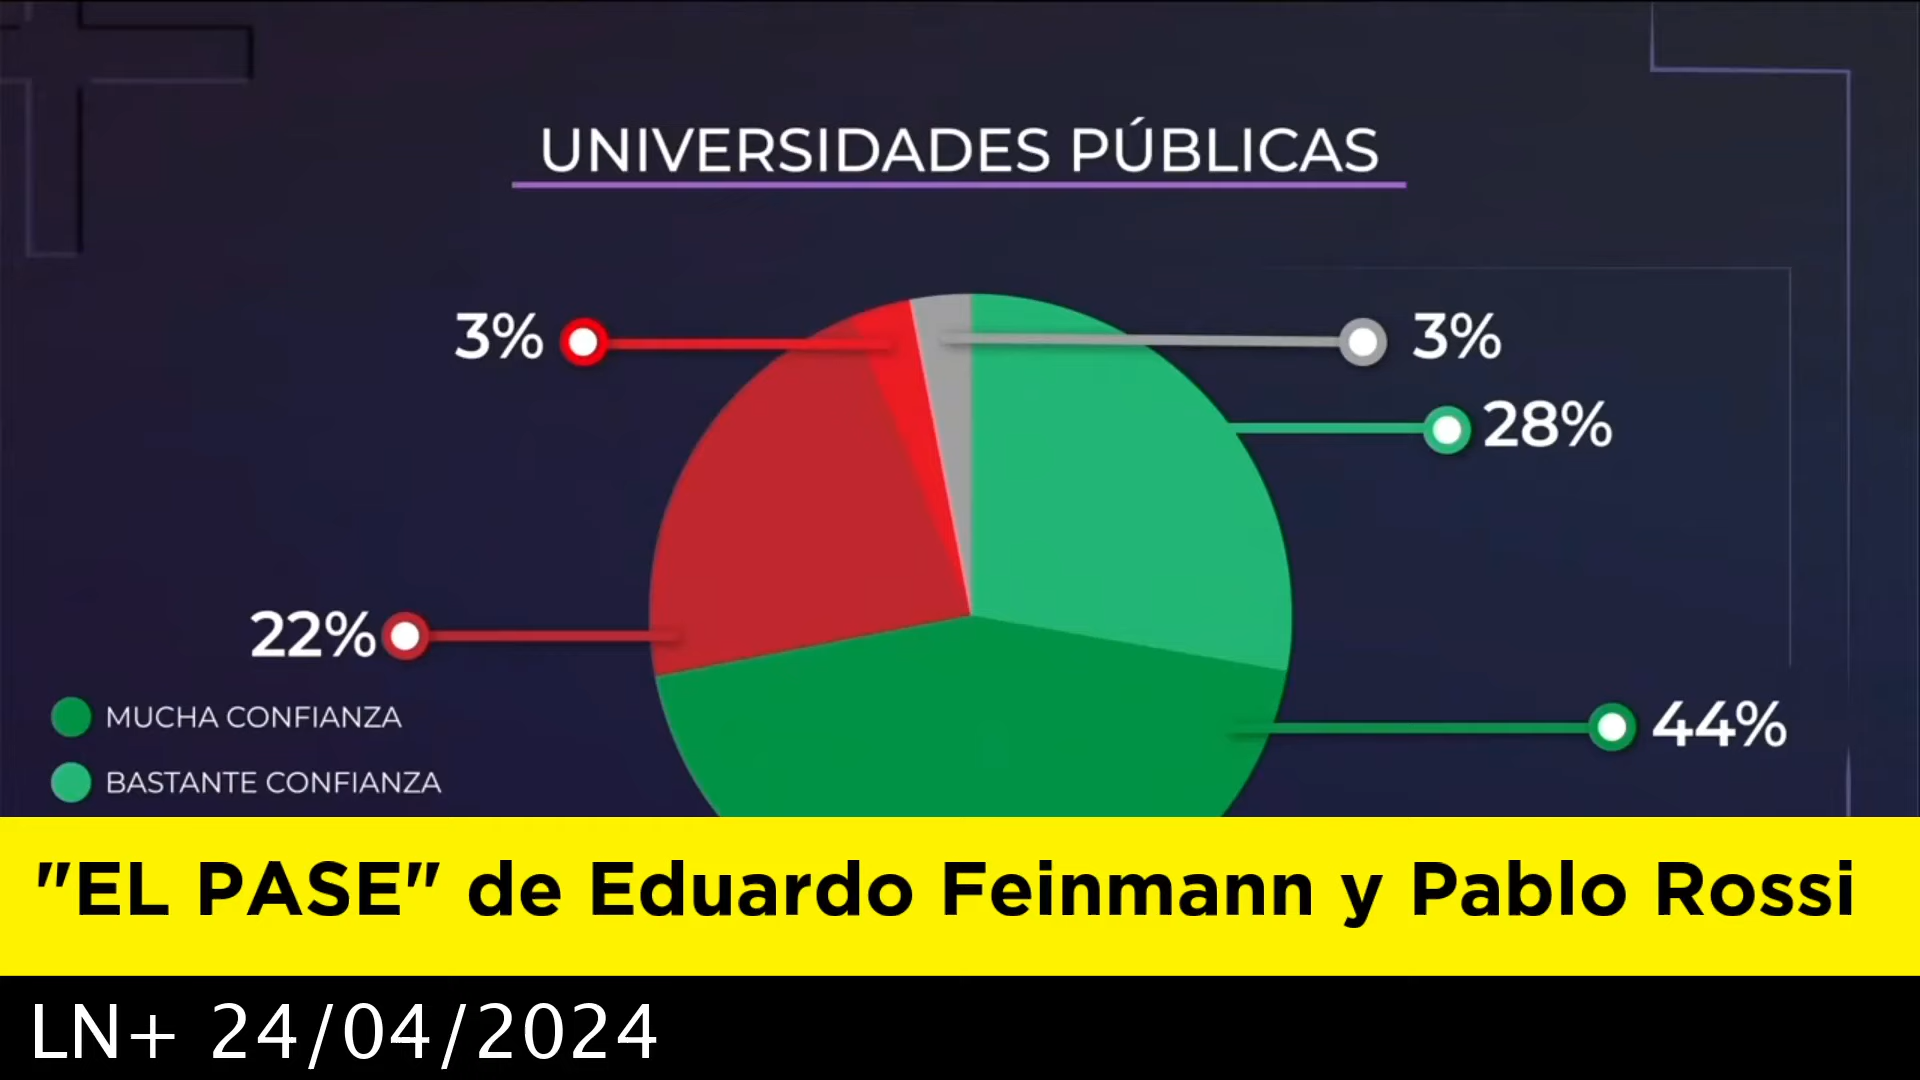 UNIVERSIDADES PÚBLICAS
3%
3%
28%
22%
44%
MUCHA CONFIANZA
BASTANTE CONFIANZA
"EL PASE" de Eduardo Feinmann y Pablo Rossi
LN+ 24/04/2024